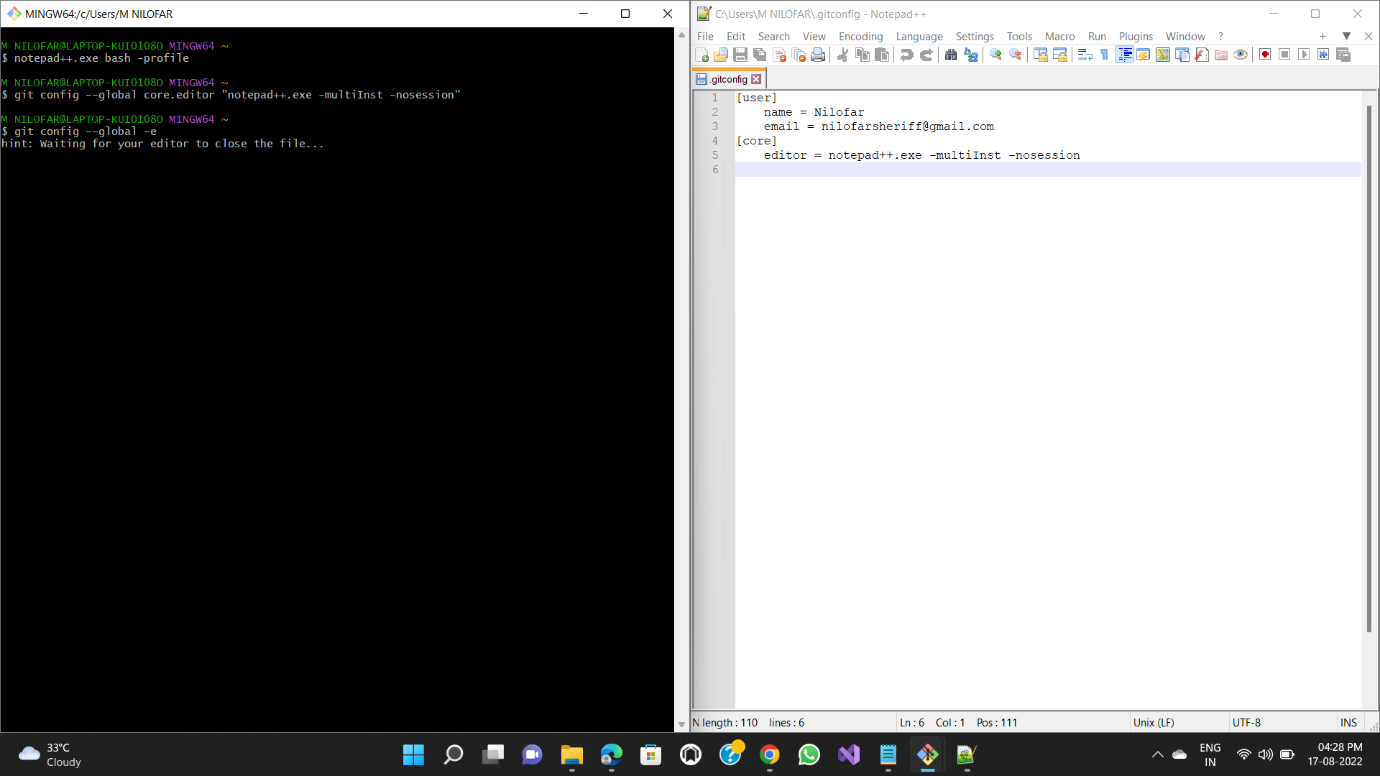 MINGW64:/c/Users/M NILOFAR
M NILOFAR@LAPTOP-KUI0108O MINGW64 ~
$ notepad++.exe bash -profile
M NILOFAR@LAPTOP-KUI0108O MINGW64 ~
$ git config --global core.editor "notepad++.exe -multiInst -nosession"
M NILOFAR@LAPTOP-KUI0108O MINGW64 ~
$ git config --global -e
hint: Waiting for your editor to close the file...
C:\Users\M NILOFAR\.gitconfig - Notepad++
File Edit Search View Encoding Language Settings Tools Macro Run Plugins Window ?
.gitconfig
1 [user]
2 name = Nilofar
3 email = nilofarsheriff@gmail.com
4 [core]
5 editor = notepad++.exe -multiInst -nosession
6
N length : 110 lines : 6 Ln : 6 Col : 1 Pos : 111 Unix (LF) UTF-8 INS
33°C
Cloudy
ENG
IN
04:28 PM
17-08-2022